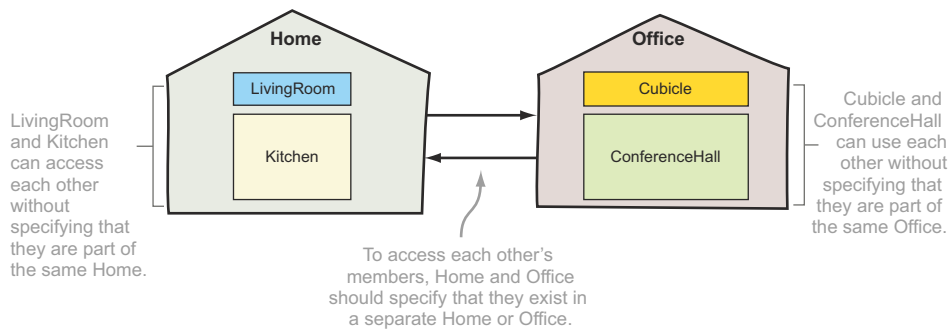 Home
Office
LivingRoom
Kitchen
Cubicle
ConferenceHall
LivingRoom
and Kitchen
can access
each other
without
specifying that
they are part of
the same Home.
Cubicle and
ConferenceHall
can use each
other without
specifying that
they are part of
the same Office.
To access each other’s
members, Home and Office
should specify that they exist in
a separate Home or Office.